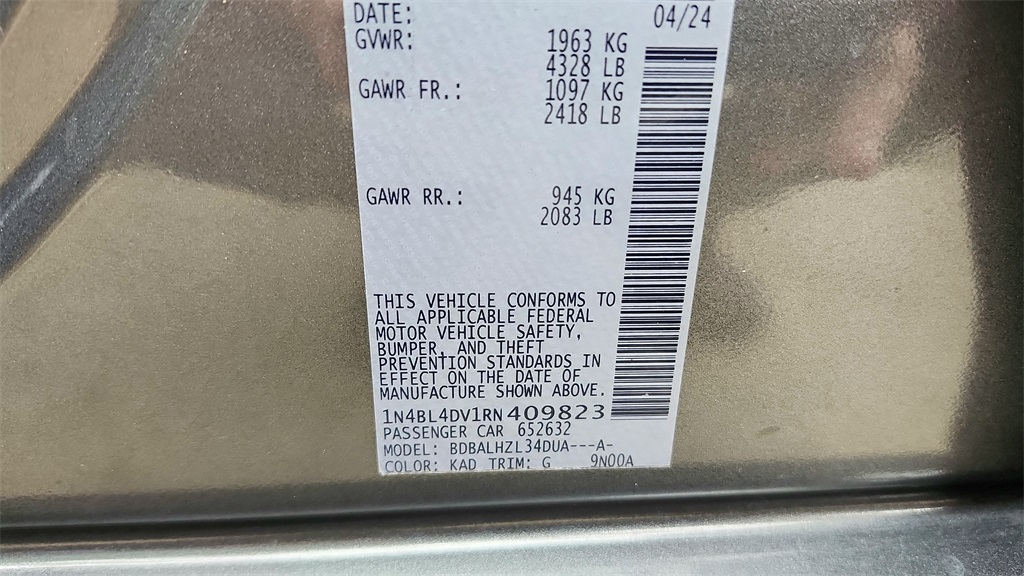 DATE: 04/24
GVWR: 1963 KG
4328 LB
GAWR FR.: 1097 KG
2418 LB
GAWR RR.: 945 KG
2083 LB
THIS VEHICLE CONFORMS TO
ALL APPLICABLE FEDERAL
MOTOR VEHICLE SAFETY,
BUMPER, AND THEFT
PREVENTION STANDARDS IN
EFFECT ON THE DATE OF
MANUFACTURE SHOWN ABOVE.
1N4BL4DV1RN409823
PASSENGER CAR 652632
MODEL: BDBALHZL34DUA---A-
COLOR: KAD TRIM: G 9N00A